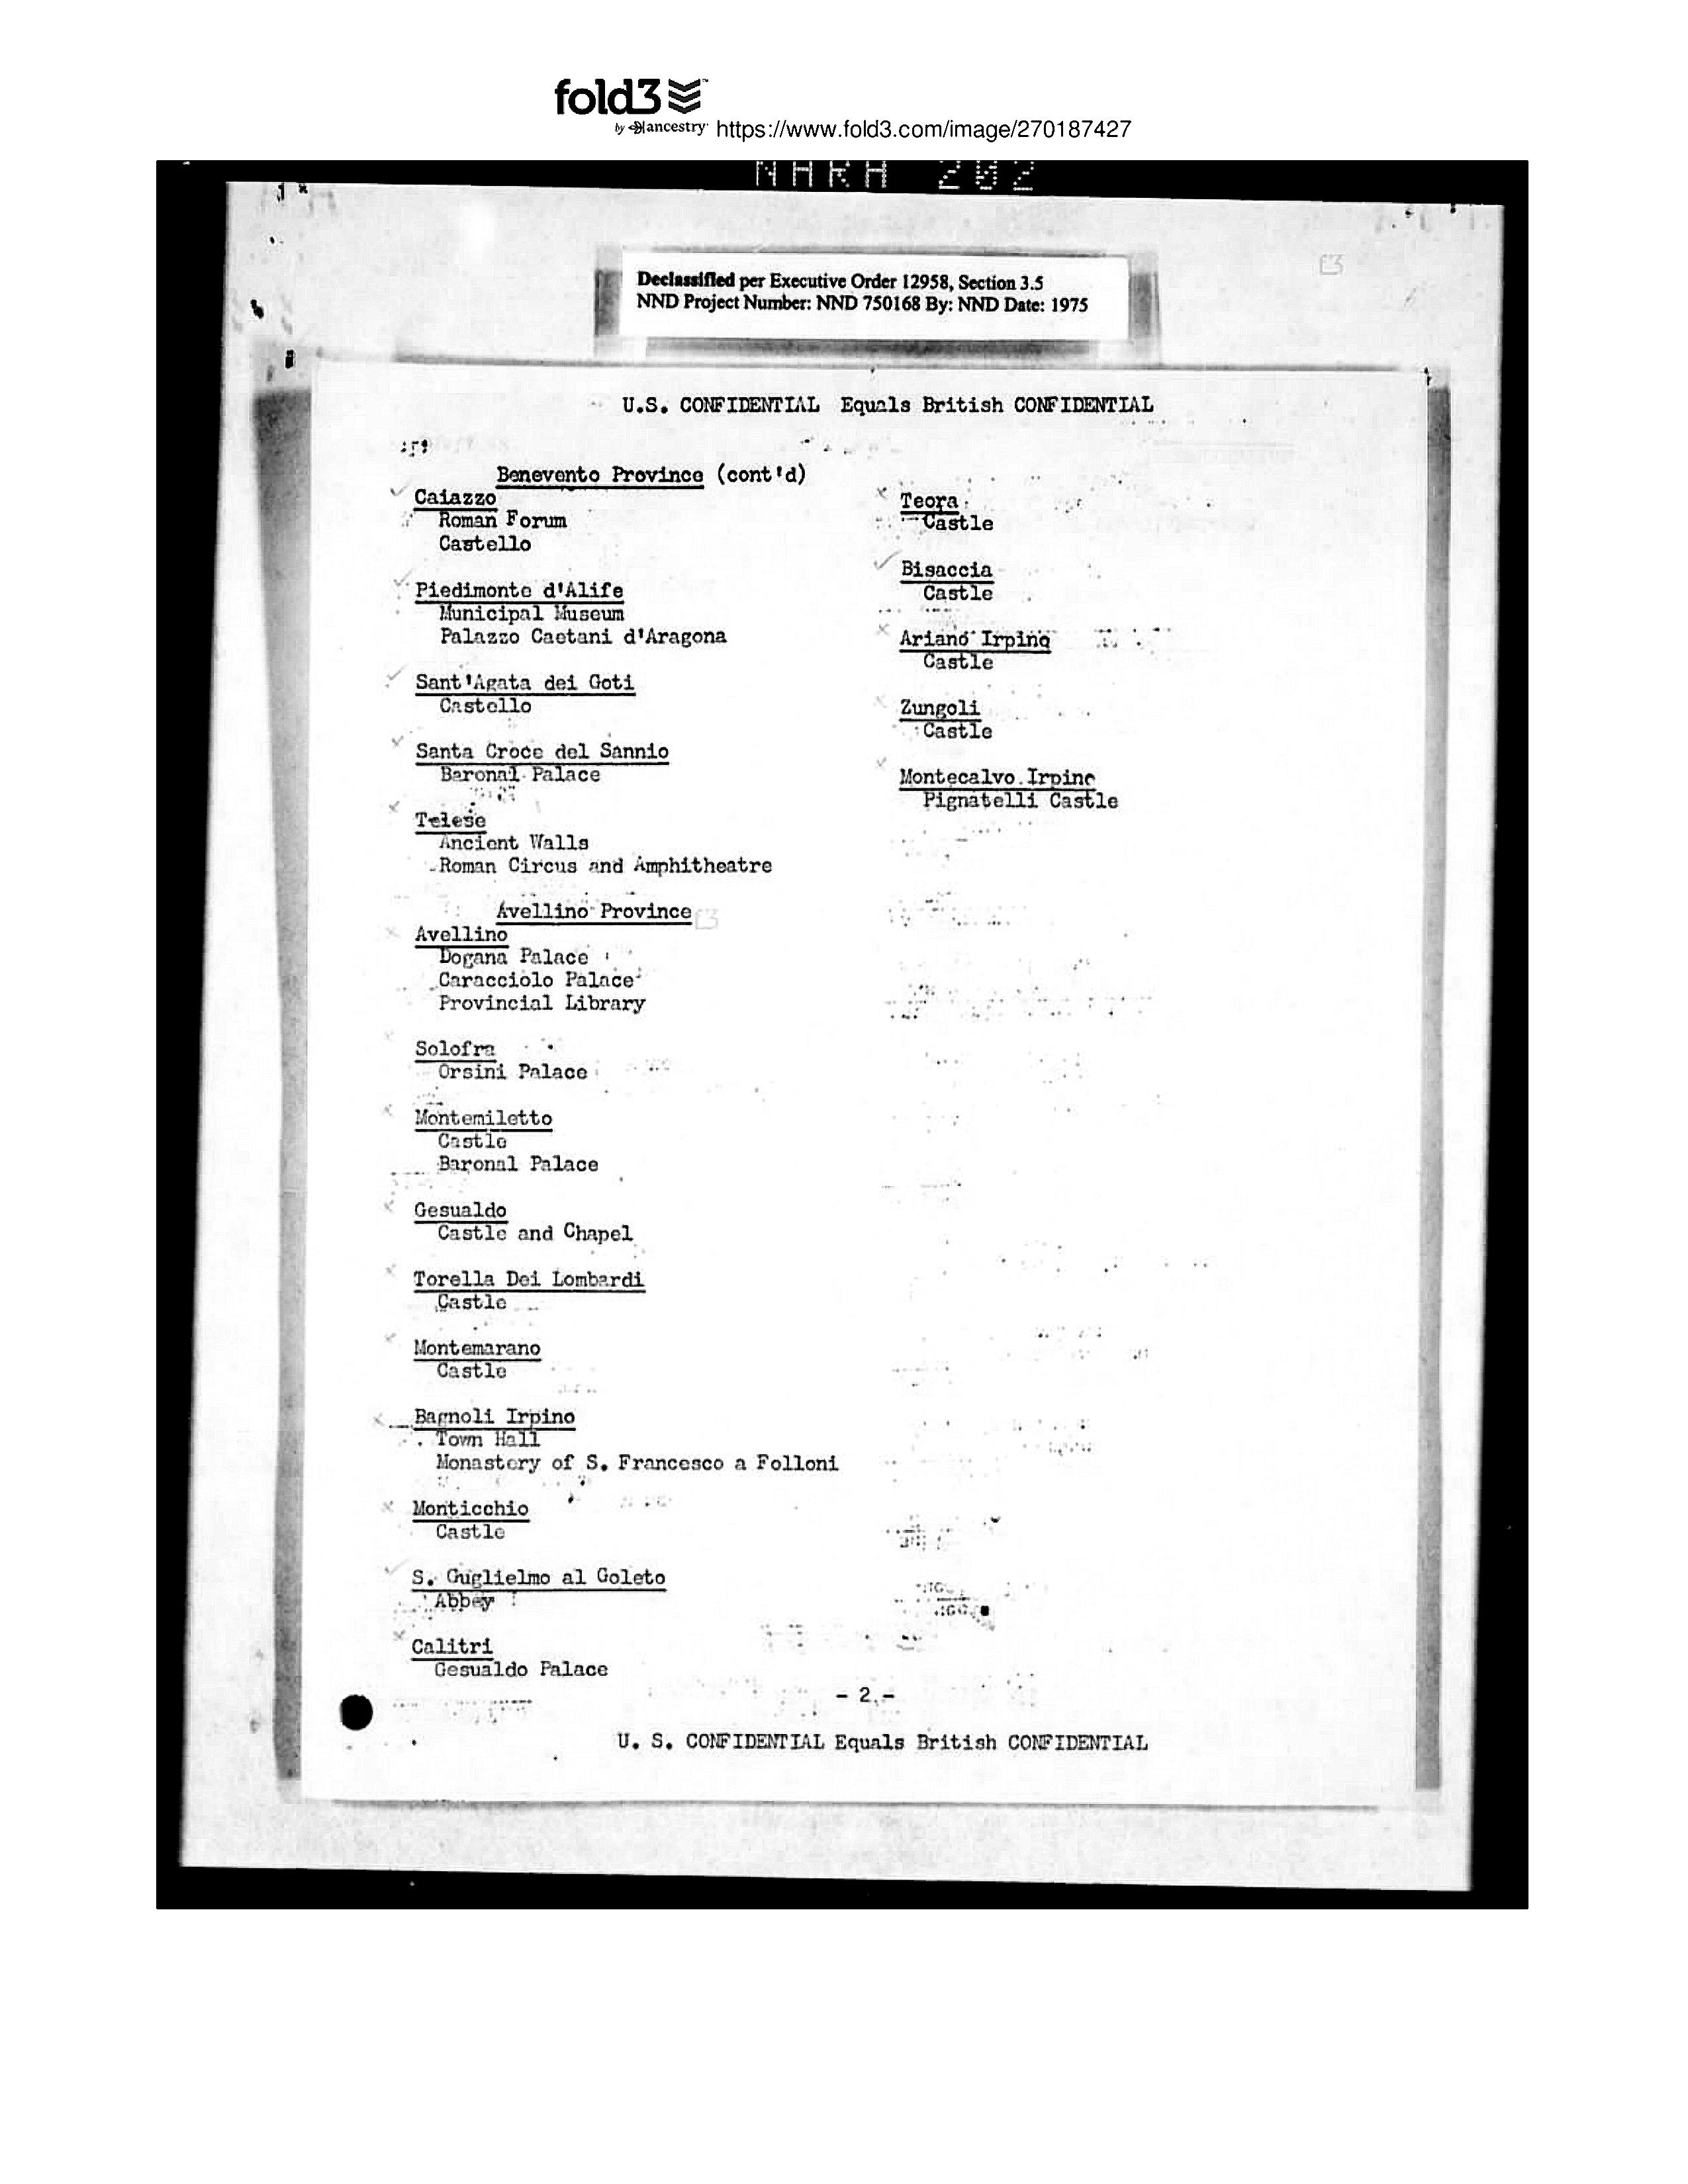 fold3
by ancestry https://www.fold3.com/image/270187427
NARA 202
Declassified per Executive Order 12958, Section 3.5
NND Project Number: NND 750168 By: NND Date: 1975
U.S. CONFIDENTIAL Equals British CONFIDENTIAL
Benevento Province (cont'd)
Caiazzo
Roman Forum
Castello
Piedimonte d'Alife
Municipal Museum
Palazzo Caetani d'Aragona
Sant'Agata dei Goti
Castello
Santa Croce del Sannio
Baronal Palace
Telese
Ancient Walls
Roman Circus and Amphitheatre
Avellino Province
Avellino
Dogana Palace
Caracciolo Palace
Provincial Library
Solofra
Orsini Palace
Montemiletto
Castle
Baronal Palace
Gesualdo
Castle and Chapel
Torella Dei Lombardi
Castle
Montemarano
Castle
Bagnoli Irpino
Town Hall
Monastery of S. Francesco a Folloni
Monticchio
Castle
S. Guglielmo al Goleto
Abbey
Calitri
Gesualdo Palace
Teora
Castle
Bisaccia
Castle
Ariano Irpino
Castle
Zungoli
Castle
Montecalvo Irpino
Pignatelli Castle
- 2 -
U. S. CONFIDENTIAL Equals British CONFIDENTIAL